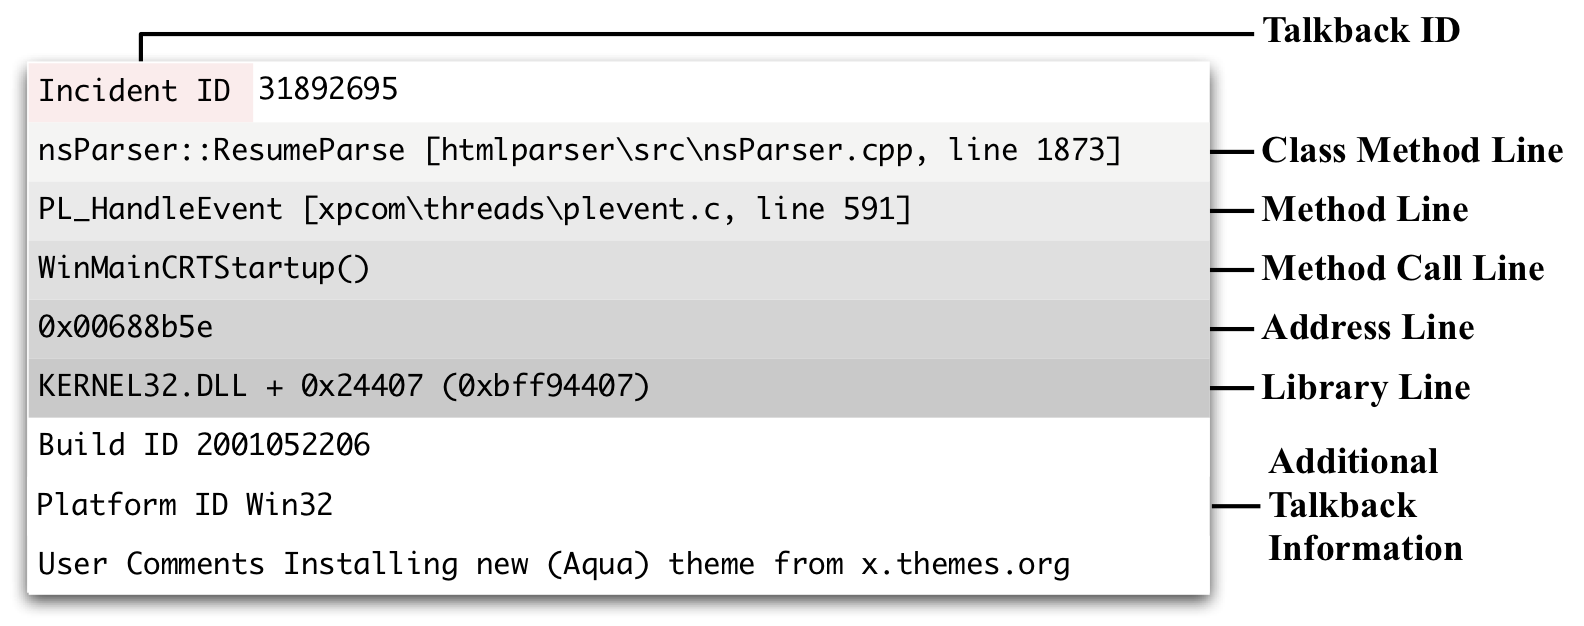 Talkback ID
Incident ID 31892695
nsParser::ResumeParse [htmlparser\src\nsParser.cpp, line 1873]
Class Method Line
PL_HandleEvent [xpcom\threads\plevent.c, line 591]
Method Line
WinMainCRTStartup()
Method Call Line
0x00688b5e
Address Line
KERNEL32.DLL + 0x24407 (0xbff94407)
Library Line
Build ID 2001052206
Platform ID Win32
User Comments Installing new (Aqua) theme from x.themes.org
Additional
Talkback
Information